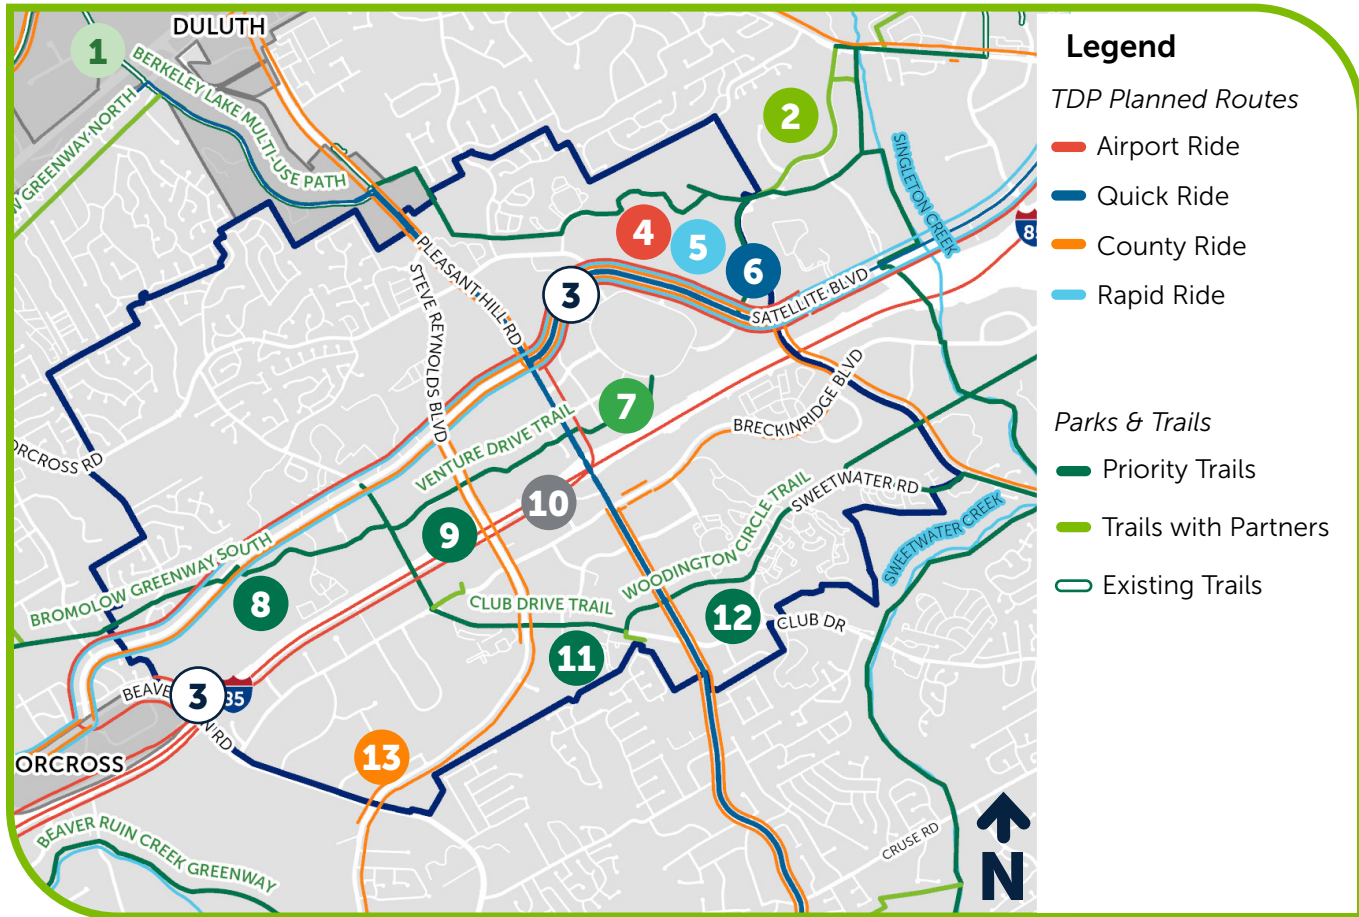 DULUTH
1
BERKELEY LAKE MULTI-USE PATH
W GREENWAY NORTH
2
SINGLETON CREEK
PLEASANT HILL RD
STEVE REYNOLDS BLVD
3
4
5
6
SATELLITE BLVD
8
BRECKINRIDGE BLVD
7
VENTURE DRIVE TRAIL
ORCROSS RD
10
9
SWEETWATER RD
WOODINGTON CIRCLE TRAIL
SWEETWATER CREEK
BROMOLOW GREENWAY SOUTH
8
CLUB DRIVE TRAIL
12
CLUB DR
11
BEAVE
3
N RD
35
ORCROSS
13
BEAVER RUIN CREEK GREENWAY
CRUSE RD
N
Legend
TDP Planned Routes
Airport Ride
Quick Ride
County Ride
Rapid Ride
Parks & Trails
Priority Trails
Trails with Partners
Existing Trails